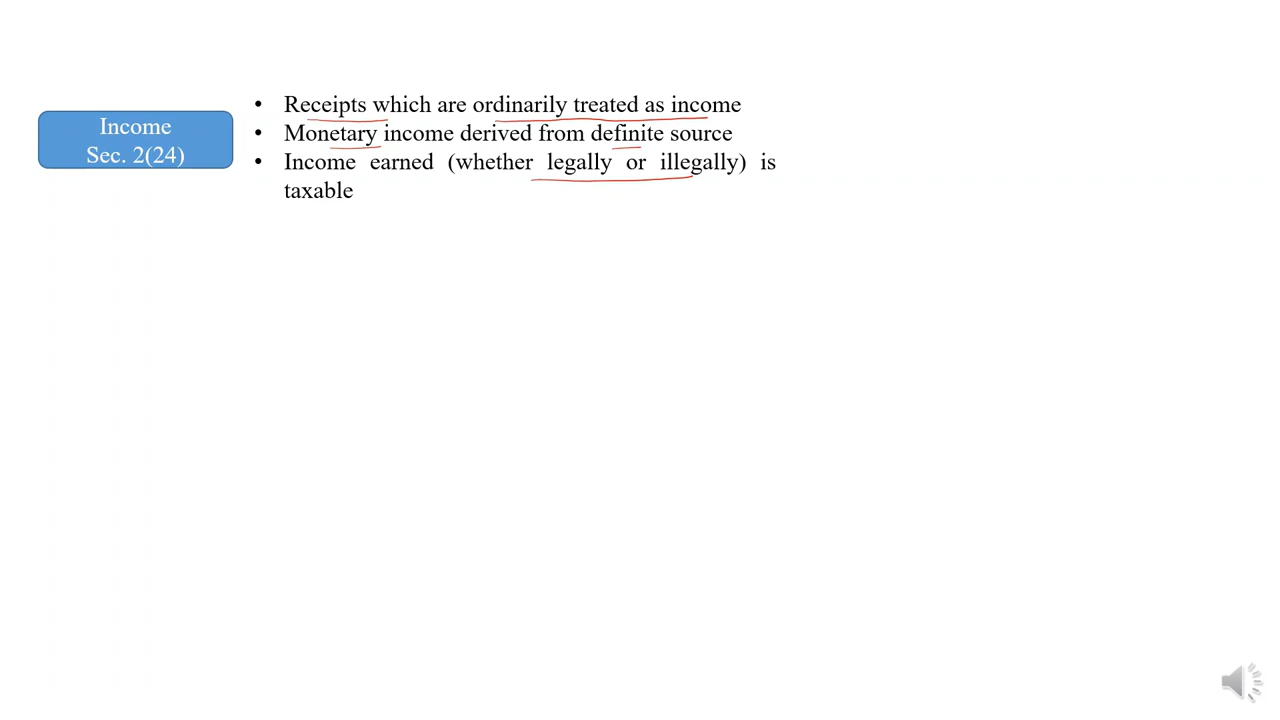 Income
Sec. 2(24)
• Receipts which are ordinarily treated as income
• Monetary income derived from definite source
• Income earned (whether legally or illegally) is
taxable